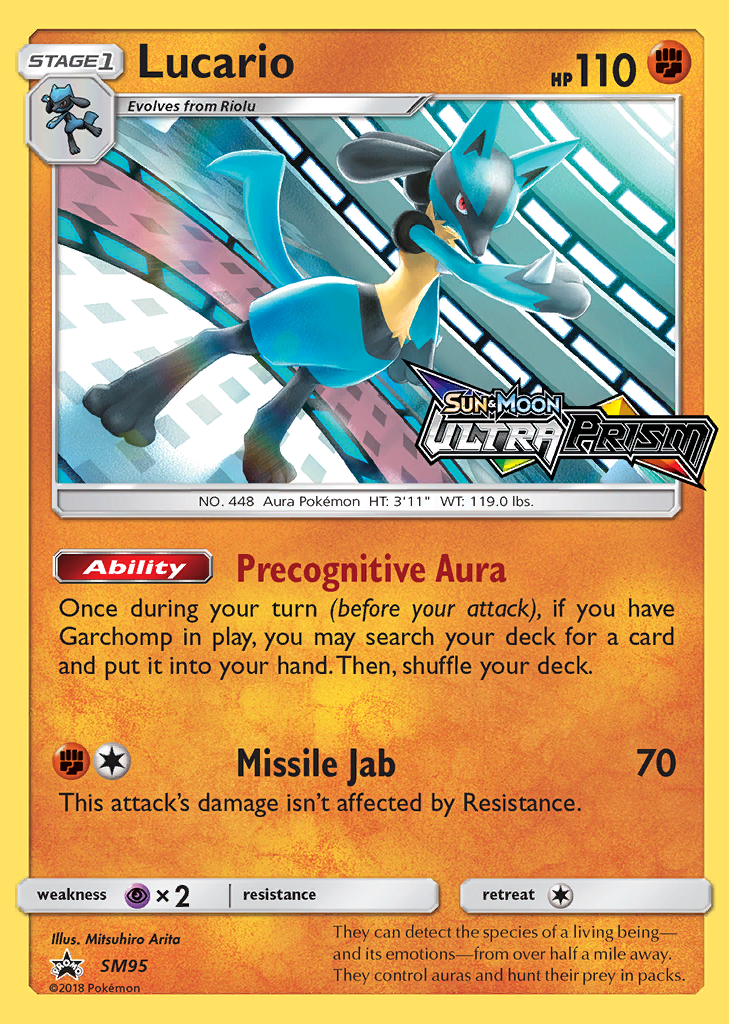 STAGE1
Lucario
HP 110
Evolves from Riolu
SUN & MOON
ULTRA PRISM
NO. 448 Aura Pokémon HT: 3'11" WT: 119.0 lbs.
Ability Precognitive Aura
Once during your turn (before your attack), if you have
Garchomp in play, you may search your deck for a card
and put it into your hand. Then, shuffle your deck.
Missile Jab 70
This attack's damage isn't affected by Resistance.
weakness × 2 resistance retreat
Illus. Mitsuhiro Arita
PROMO SM95
©2018 Pokémon
They can detect the species of a living being—
and its emotions—from over half a mile away.
They control auras and hunt their prey in packs.